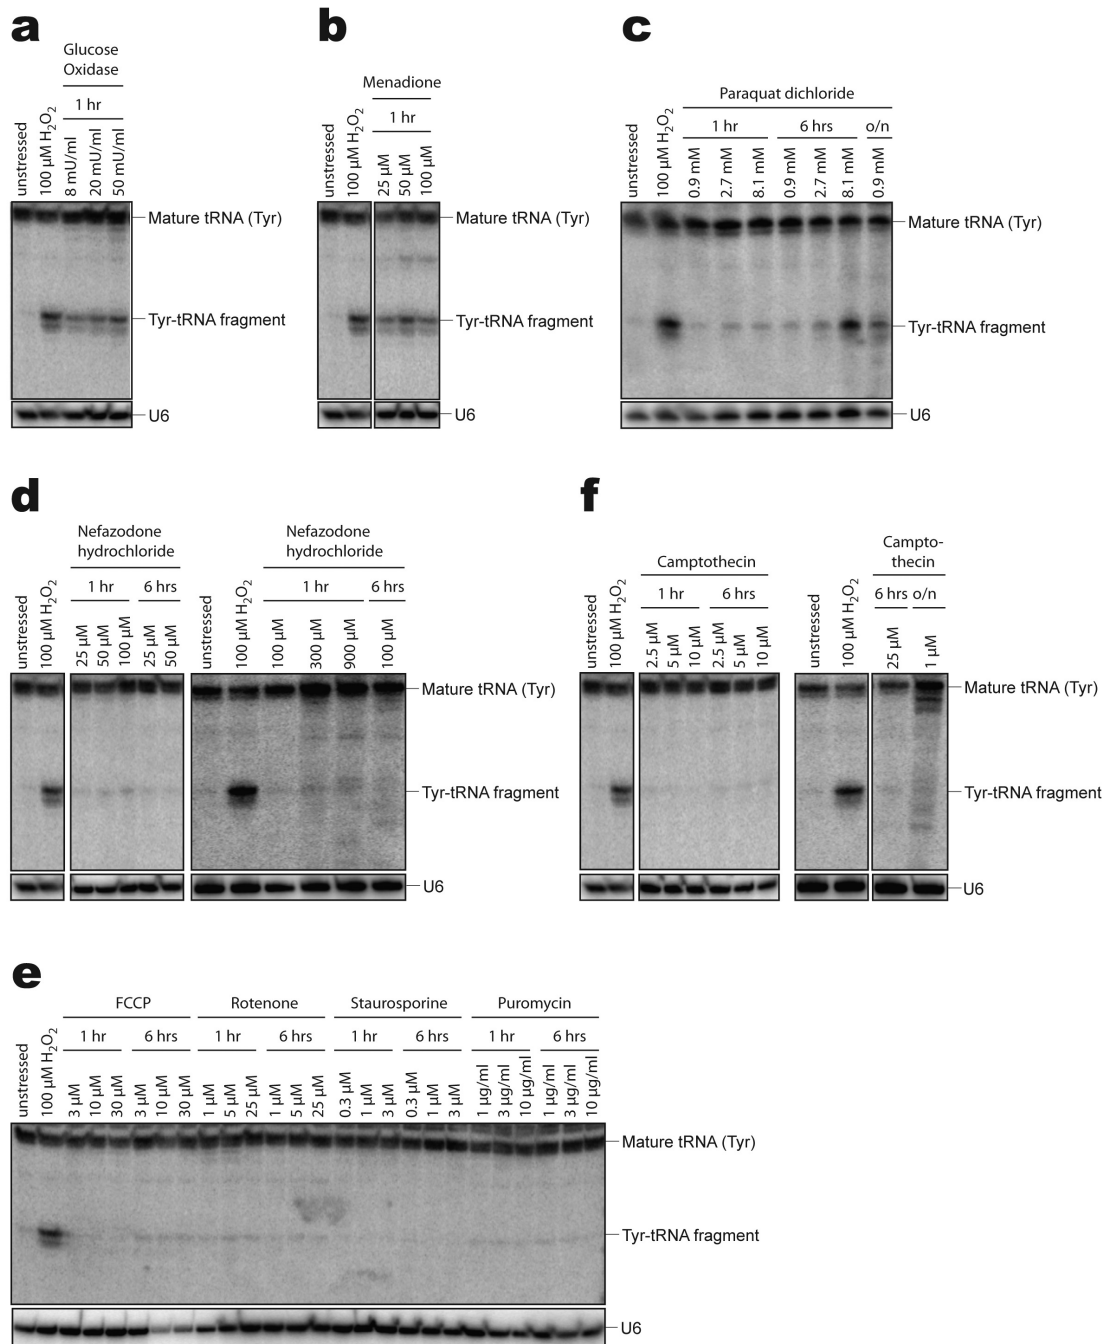 a
Glucose
Oxidase
1 hr
unstressed
100 µM H₂O₂
8 mU/ml
20 mU/ml
50 mU/ml
Mature tRNA (Tyr)
Tyr-tRNA fragment
U6
b
Menadione
1 hr
unstressed
100 µM H₂O₂
25 µM
50 µM
100 µM
Mature tRNA (Tyr)
Tyr-tRNA fragment
U6
c
Paraquat dichloride
1 hr
6 hrs
o/n
unstressed
100 µM H₂O₂
0.9 mM
2.7 mM
8.1 mM
0.9 mM
2.7 mM
8.1 mM
0.9 mM
Mature tRNA (Tyr)
Tyr-tRNA fragment
U6
d
Nefazodone
hydrochloride
1 hr
6 hrs
unstressed
100 µM H₂O₂
25 µM
50 µM
100 µM
25 µM
50 µM
Nefazodone
hydrochloride
1 hr
6 hrs
unstressed
100 µM H₂O₂
100 µM
300 µM
900 µM
100 µM
Mature tRNA (Tyr)
Tyr-tRNA fragment
U6
f
Camptothecin
1 hr
6 hrs
unstressed
100 µM H₂O₂
2.5 µM
5 µM
10 µM
2.5 µM
5 µM
10 µM
Campto-
thecin
6 hrs
o/n
unstressed
100 µM H₂O₂
25 µM
1 µM
Mature tRNA (Tyr)
Tyr-tRNA fragment
U6
e
FCCP
Rotenone
Staurosporine
Puromycin
1 hr
6 hrs
1 hr
6 hrs
1 hr
6 hrs
1 hr
6 hrs
unstressed
100 µM H₂O₂
3 µM
10 µM
30 µM
3 µM
10 µM
30 µM
1 µM
5 µM
25 µM
1 µM
5 µM
25 µM
0.3 µM
1 µM
3 µM
0.3 µM
1 µM
3 µM
1 µg/ml
3 µg/ml
10 µg/ml
1 µg/ml
3 µg/ml
10 µg/ml
Mature tRNA (Tyr)
Tyr-tRNA fragment
U6